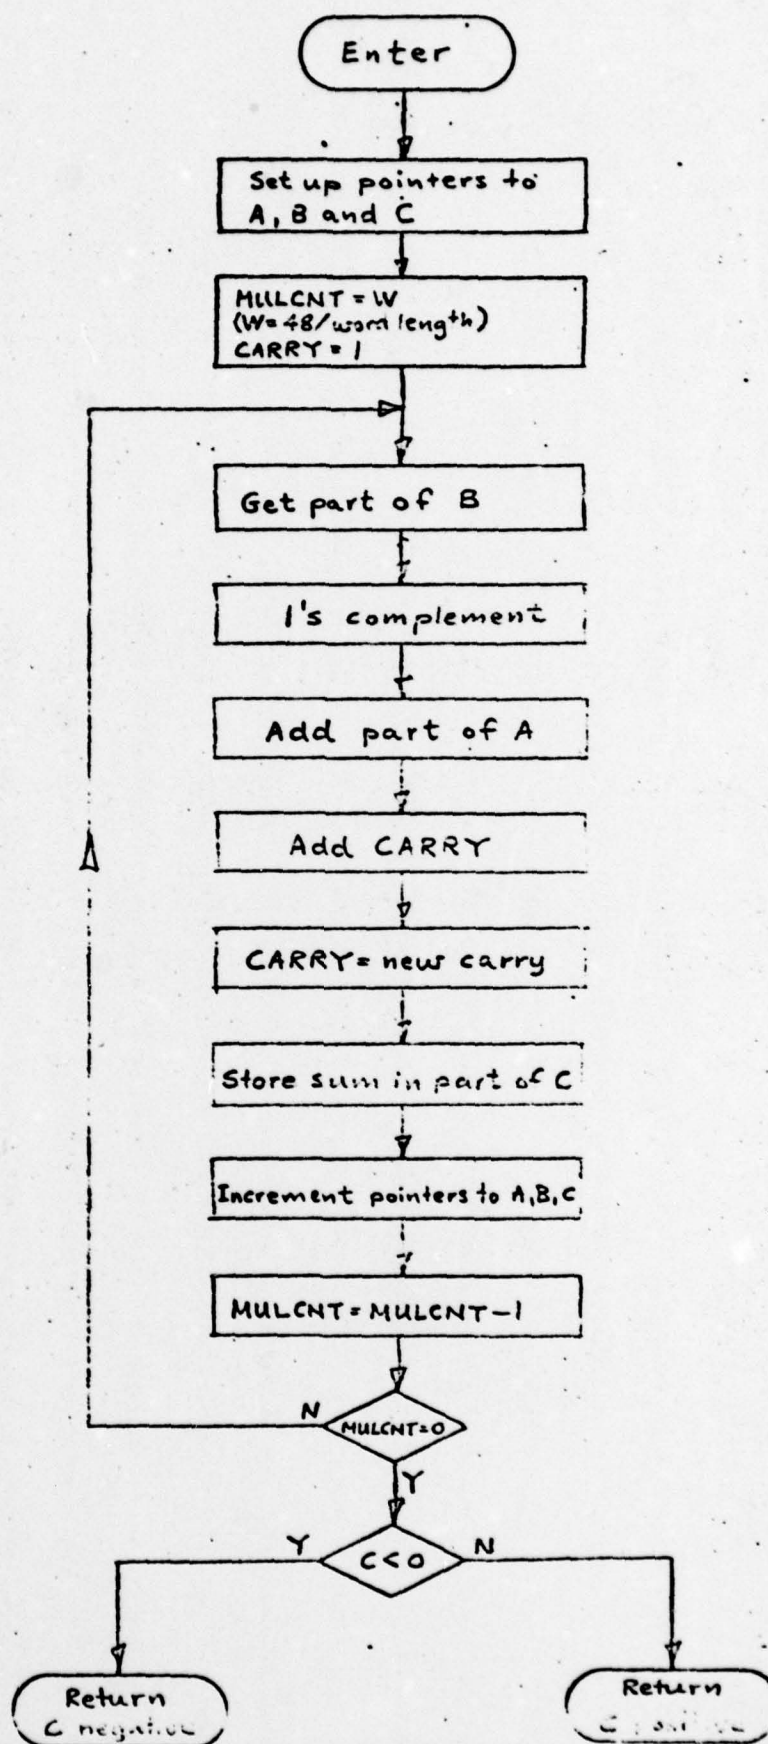 Enter
Set up pointers to
A, B and C
MULCNT = W
(W=48/word length)
CARRY = 1
Get part of B
1's complement
Add part of A
Add CARRY
CARRY = new carry
Store sum in part of C
Increment pointers to A,B,C
MULCNT = MULCNT-1
N
MULCNT=0
Y
Y
C<0
N
Return
C negative
Return
C positive